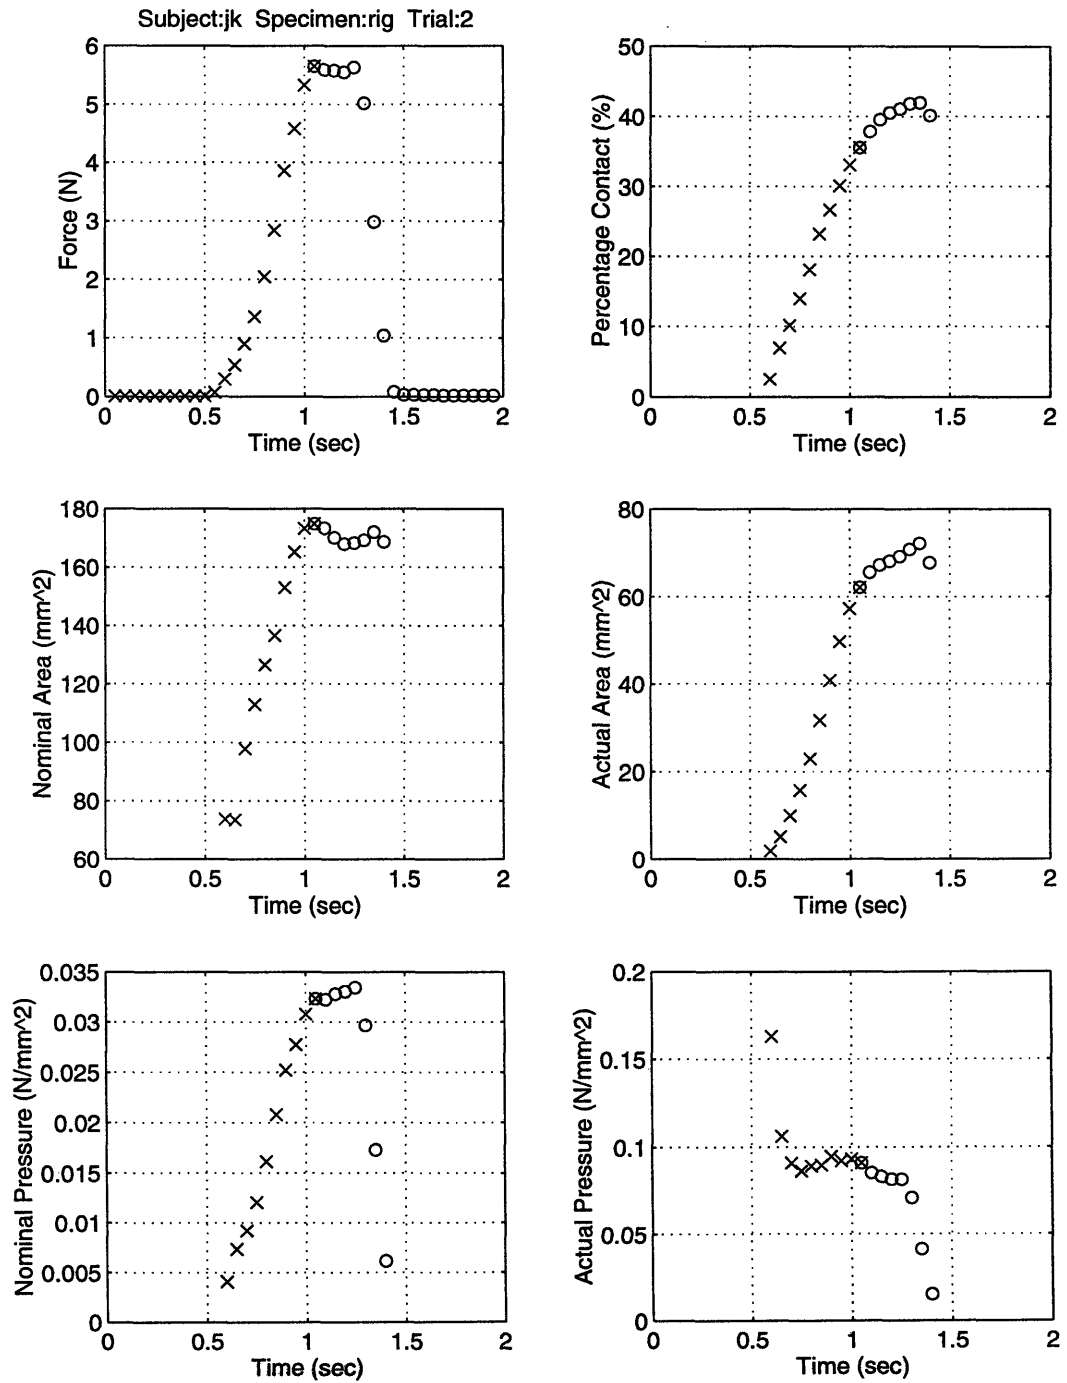 Subject:jk Specimen:rig Trial:2
6
5
4
3
2
1
0
Force (N)
0 0.5 1 1.5 2
Time (sec)
50
40
30
20
10
0
Percentage Contact (%)
0 0.5 1 1.5 2
Time (sec)
180
160
140
120
100
80
60
Nominal Area (mm^2)
0 0.5 1 1.5 2
Time (sec)
80
60
40
20
0
Actual Area (mm^2)
0 0.5 1 1.5 2
Time (sec)
0.035
0.03
0.025
0.02
0.015
0.01
0.005
0
Nominal Pressure (N/mm^2)
0 0.5 1 1.5 2
Time (sec)
0.2
0.15
0.1
0.05
0
Actual Pressure (N/mm^2)
0 0.5 1 1.5 2
Time (sec)